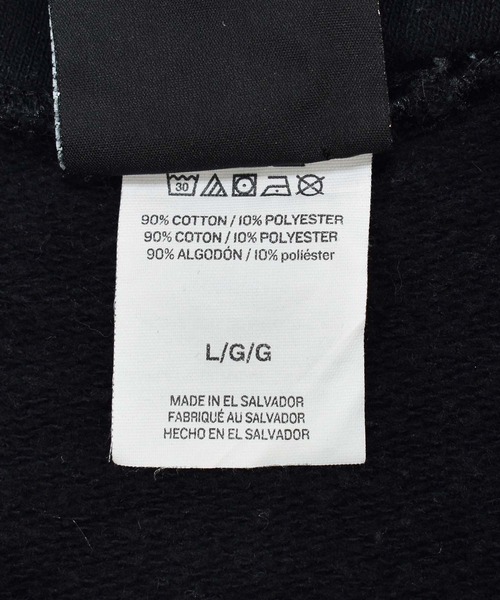 30
90% COTTON / 10% POLYESTER
90% COTON / 10% POLYESTER
90% ALGODÓN / 10% poliéster
L/G/G
MADE IN EL SALVADOR
FABRIQUÉ AU SALVADOR
HECHO EN EL SALVADOR